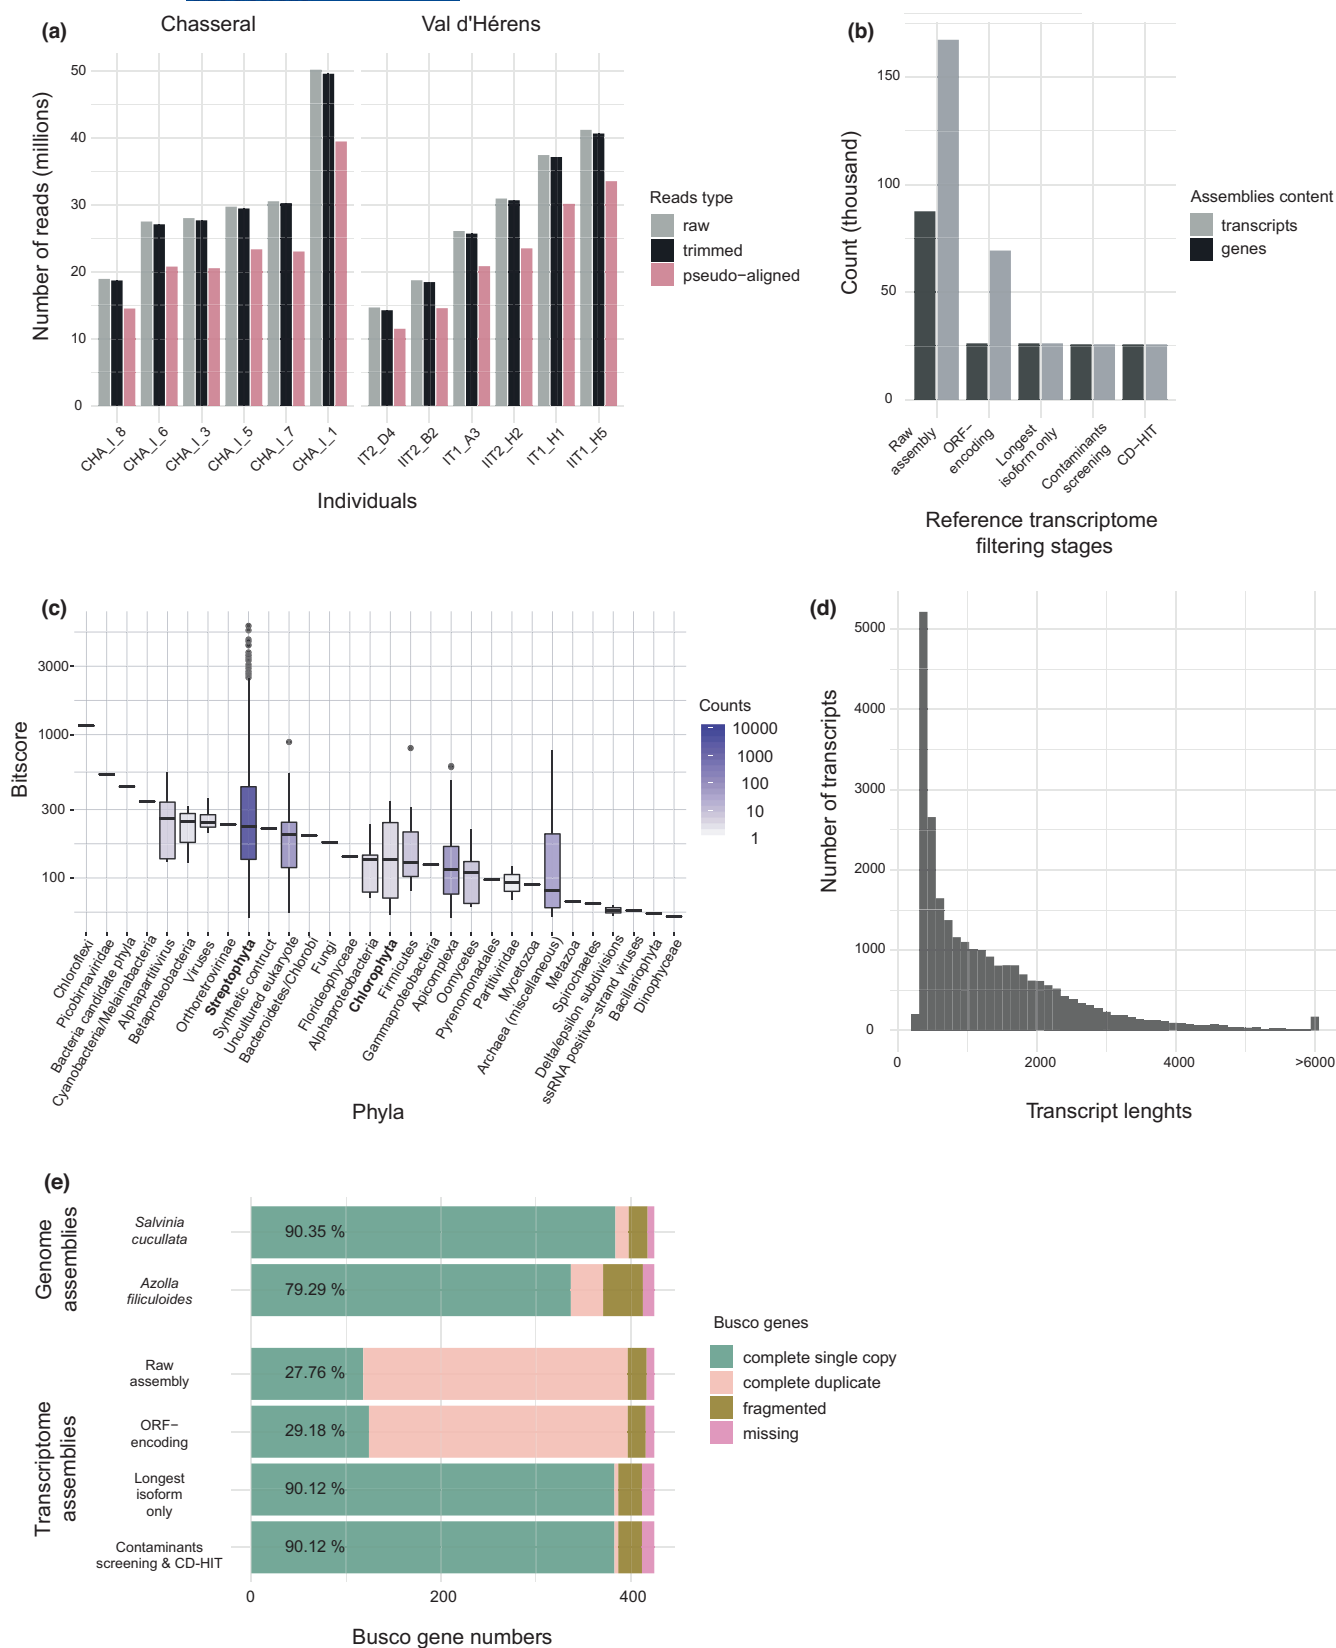 (a)
Chasseral
Val d'Hérens
Number of reads (millions)
50
40
30
20
10
0
CHA_I_8
CHA_I_6
CHA_I_3
CHA_I_5
CHA_I_7
CHA_I_1
IT2_D4
IIT2_B2
IT1_A3
IIT2_H2
IT1_H1
IIT1_H5
Individuals
Reads type
raw
trimmed
pseudo−aligned
(b)
Count (thousand)
150
100
50
0
Raw
assembly
ORF−
encoding
Longest
isoform only
Contaminants
screening
CD−HIT
Reference transcriptome
filtering stages
Assemblies content
transcripts
genes
(c)
Bitscore
3000
1000
300
100
Chloroflexi
Picobirnaviridae
Bacteria candidate phyla
Cyanobacteria/Melainabacteria
Alphapartitivirus
Betaproteobacteria
Viruses
Orthoretrovirinae
Streptophyta
Synthetic contruct
Uncultured eukaryote
Bacteroidetes/Chlorobi
Fungi
Florideophyceae
Alphaproteobacteria
Chlorophyta
Firmicutes
Gammaproteobacteria
Apicomplexa
Oomycetes
Pyrenomonadales
Partitiviridae
Mycetozoa
Archaea (miscellaneous)
Metazoa
Spirochaetes
Delta/epsilon subdivisions
ssRNA positive−strand viruses
Bacillariophyta
Dinophyceae
Phyla
Counts
10000
1000
100
10
1
(d)
Number of transcripts
5000
4000
3000
2000
1000
0
0
2000
4000
>6000
Transcript lenghts
(e)
Genome
assemblies
Salvinia
cucullata
90.35 %
Azolla
filiculoides
79.29 %
Transcriptome
assemblies
Raw
assembly
27.76 %
ORF−
encoding
29.18 %
Longest
isoform
only
90.12 %
Contaminants
screening & CD-HIT
90.12 %
0
200
400
Busco gene numbers
Busco genes
complete single copy
complete duplicate
fragmented
missing